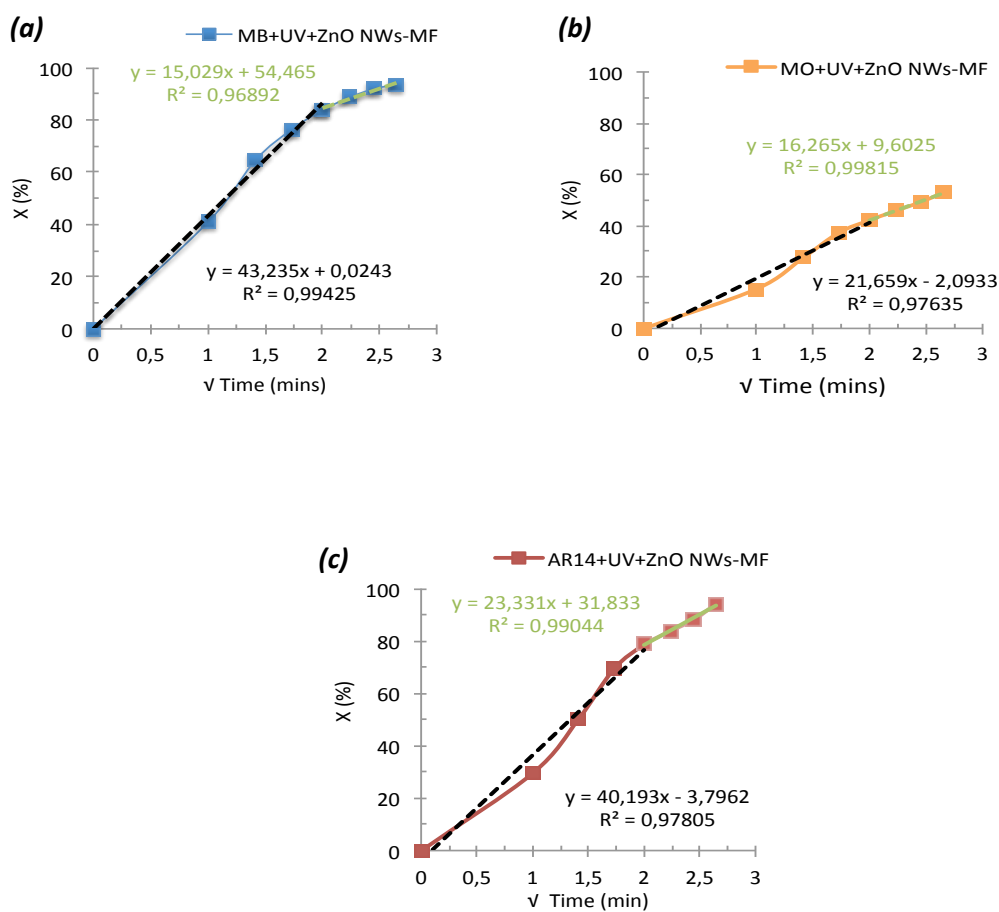 (a)
MB+UV+ZnO NWs-MF
y = 15,029x + 54,465
R² = 0,96892
100
80
60
40
20
0
X (%)
y = 43,235x + 0,0243
R² = 0,99425
0 0,5 1 1,5 2 2,5 3
√ Time (mins)
(b)
MO+UV+ZnO NWs-MF
100
80
60
40
20
0
X (%)
y = 16,265x + 9,6025
R² = 0,99815
y = 21,659x - 2,0933
R² = 0,97635
0 0,5 1 1,5 2 2,5 3
√ Time (mins)
(c)
AR14+UV+ZnO NWs-MF
y = 23,331x + 31,833
R² = 0,99044
100
80
60
40
20
0
X (%)
y = 40,193x - 3,7962
R² = 0,97805
0 0,5 1 1,5 2 2,5 3
√ Time (min)